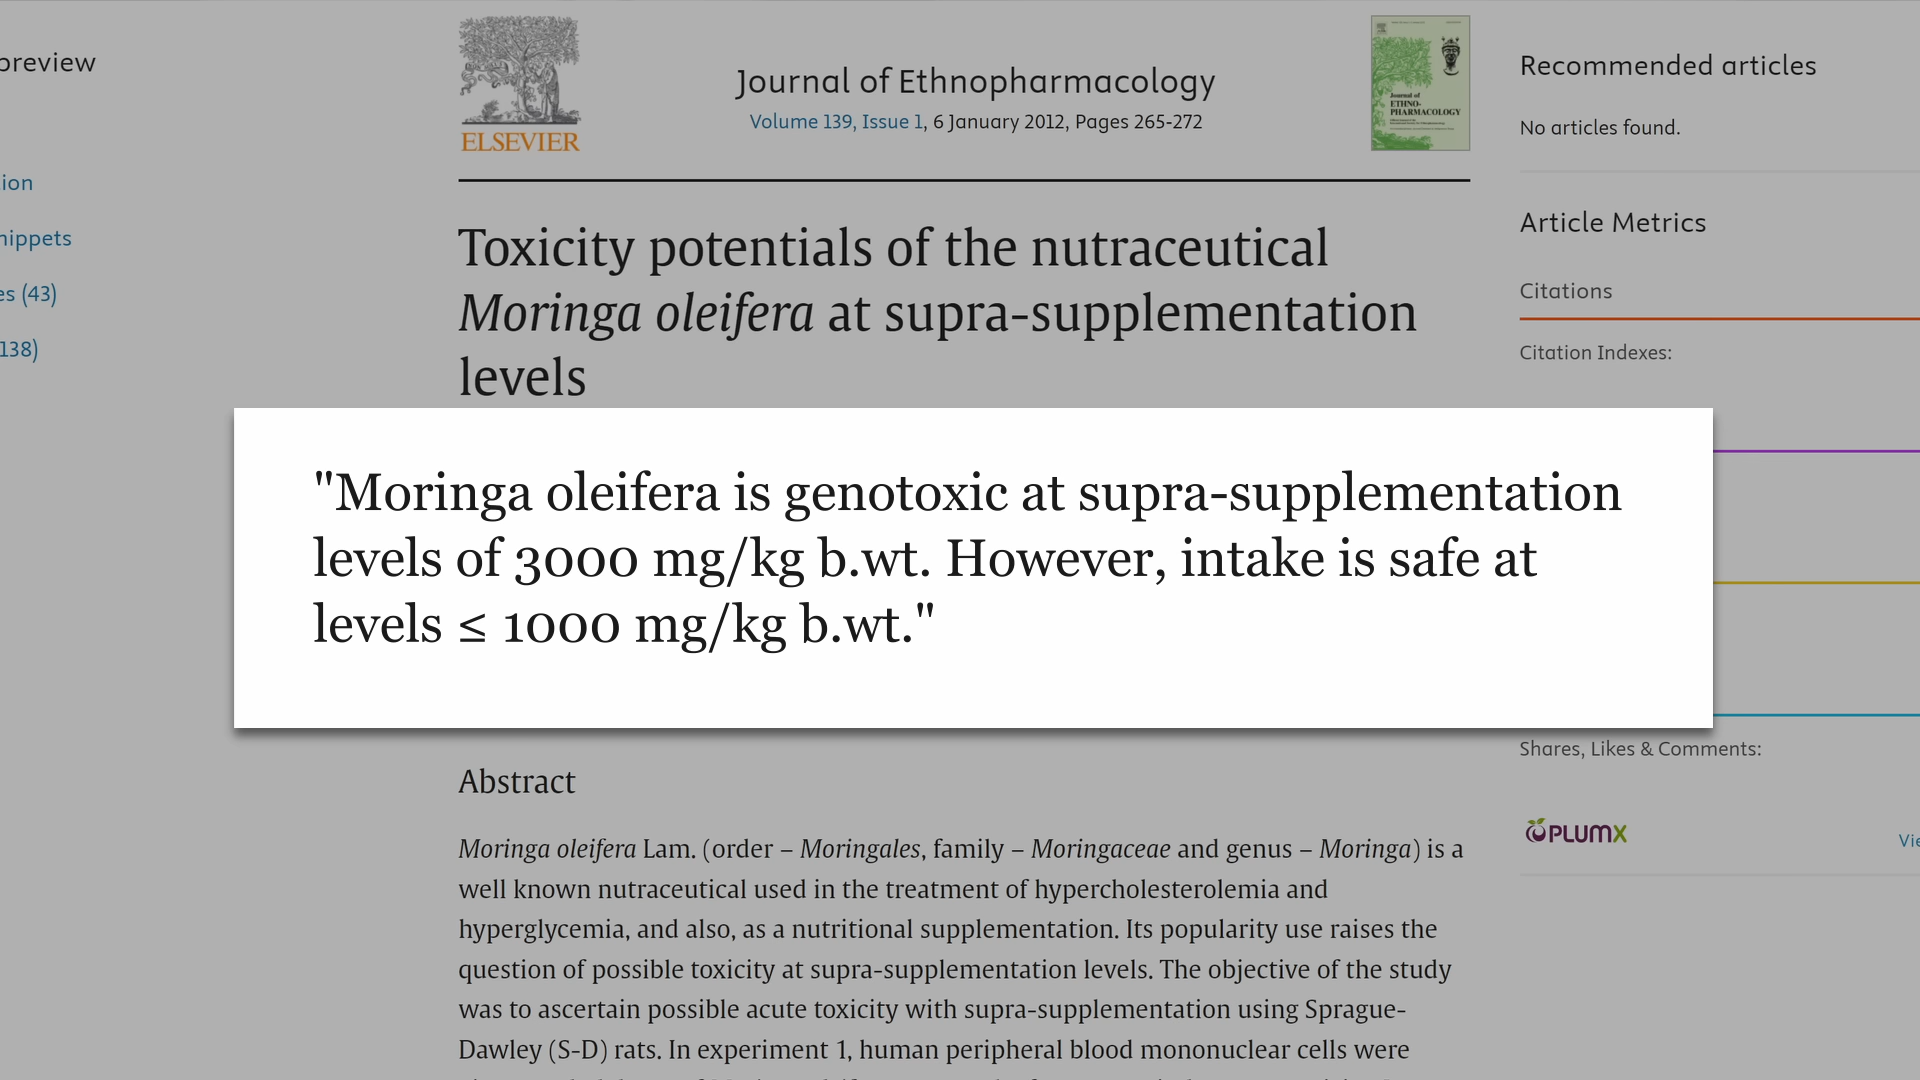 preview
tion
nippets
es (43)
138)
ELSEVIER
Journal of Ethnopharmacology
Volume 139, Issue 1, 6 January 2012, Pages 265-272
Journal of
ETHNO-
PHARMACOLOGY
Toxicity potentials of the nutraceutical
Moringa oleifera at supra-supplementation
levels
"Moringa oleifera is genotoxic at supra-supplementation
levels of 3000 mg/kg b.wt. However, intake is safe at
levels ≤ 1000 mg/kg b.wt."
Abstract
Moringa oleifera Lam. (order – Moringales, family – Moringaceae and genus – Moringa) is a
well known nutraceutical used in the treatment of hypercholesterolemia and
hyperglycemia, and also, as a nutritional supplementation. Its popularity use raises the
question of possible toxicity at supra-supplementation levels. The objective of the study
was to ascertain possible acute toxicity with supra-supplementation using Sprague-
Dawley (S-D) rats. In experiment 1, human peripheral blood mononuclear cells were
Recommended articles
No articles found.
Article Metrics
Citations
Citation Indexes:
Shares, Likes & Comments:
PLUMX
Vie